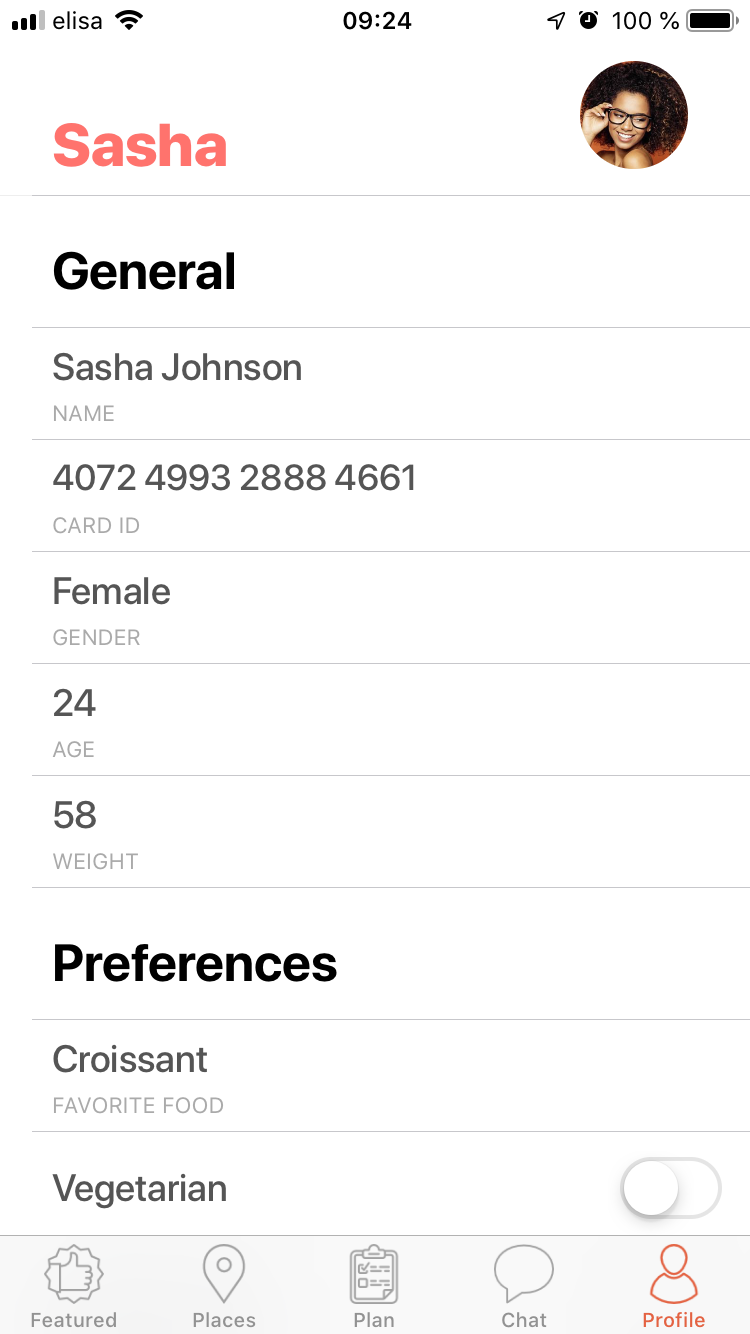 elisa 09:24 100 %
Sasha
General
Sasha Johnson
NAME
4072 4993 2888 4661
CARD ID
Female
GENDER
24
AGE
58
WEIGHT
Preferences
Croissant
FAVORITE FOOD
Vegetarian
Featured Places Plan Chat Profile